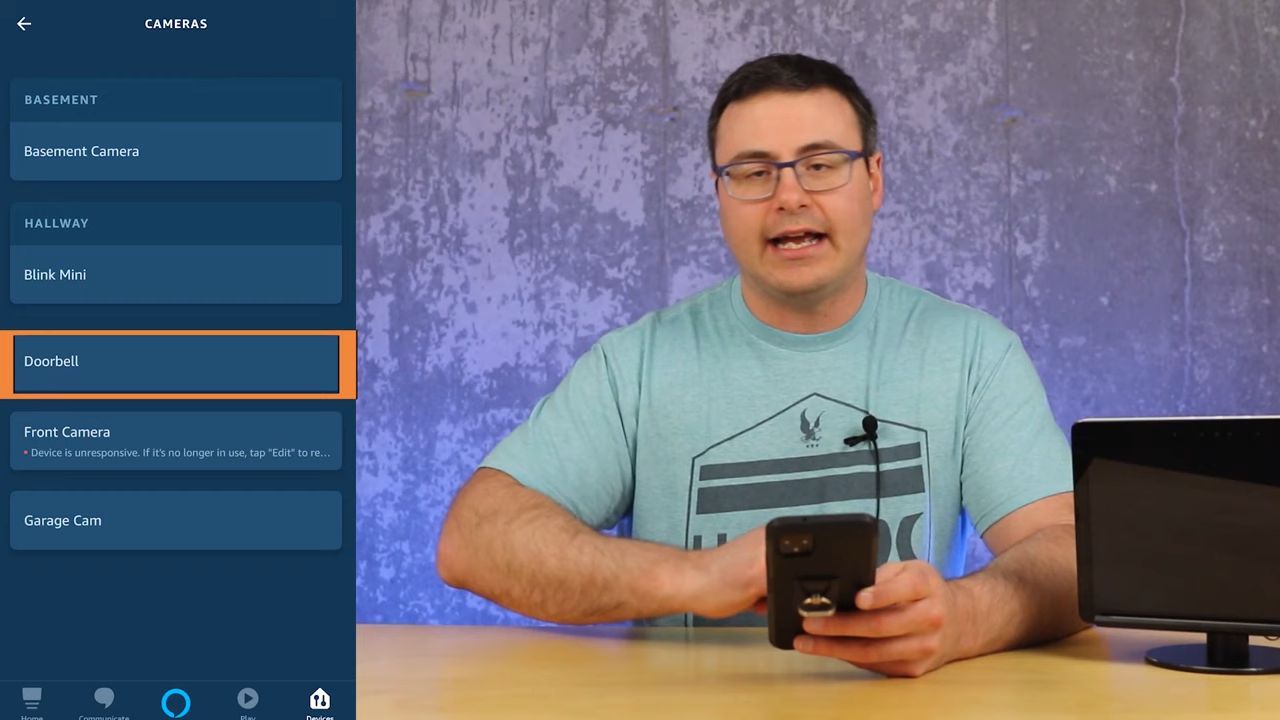 CAMERAS
BASEMENT
Basement Camera
HALLWAY
Blink Mini
Doorbell
Front Camera
• Device is unresponsive. If it's no longer in use, tap "Edit" to re...
Garage Cam
Home
Communicate
Play
Devices